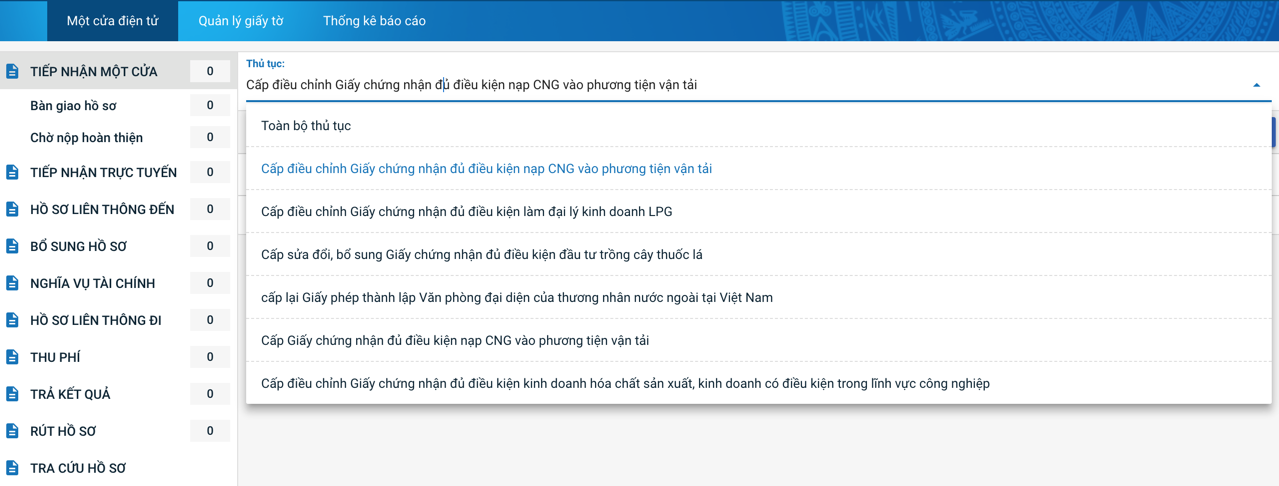 Một cửa điện tử
Quản lý giấy tờ
Thống kê báo cáo
TIẾP NHẬN MỘT CỬA 0
Bàn giao hồ sơ 0
Chờ nộp hoàn thiện 0
TIẾP NHẬN TRỰC TUYẾN 0
HỒ SƠ LIÊN THÔNG ĐẾN 0
BỔ SUNG HỒ SƠ 0
NGHĨA VỤ TÀI CHÍNH 0
HỒ SƠ LIÊN THÔNG ĐI 0
THU PHÍ 0
TRẢ KẾT QUẢ 0
RÚT HỒ SƠ 0
TRA CỨU HỒ SƠ
Thủ tục:
Cấp điều chỉnh Giấy chứng nhận đủ điều kiện nạp CNG vào phương tiện vận tải
Toàn bộ thủ tục
Cấp điều chỉnh Giấy chứng nhận đủ điều kiện nạp CNG vào phương tiện vận tải
Cấp điều chỉnh Giấy chứng nhận đủ điều kiện làm đại lý kinh doanh LPG
Cấp sửa đổi, bổ sung Giấy chứng nhận đủ điều kiện đầu tư trồng cây thuốc lá
cấp lại Giấy phép thành lập Văn phòng đại diện của thương nhân nước ngoài tại Việt Nam
Cấp Giấy chứng nhận đủ điều kiện nạp CNG vào phương tiện vận tải
Cấp điều chỉnh Giấy chứng nhận đủ điều kiện kinh doanh hóa chất sản xuất, kinh doanh có điều kiện trong lĩnh vực công nghiệp